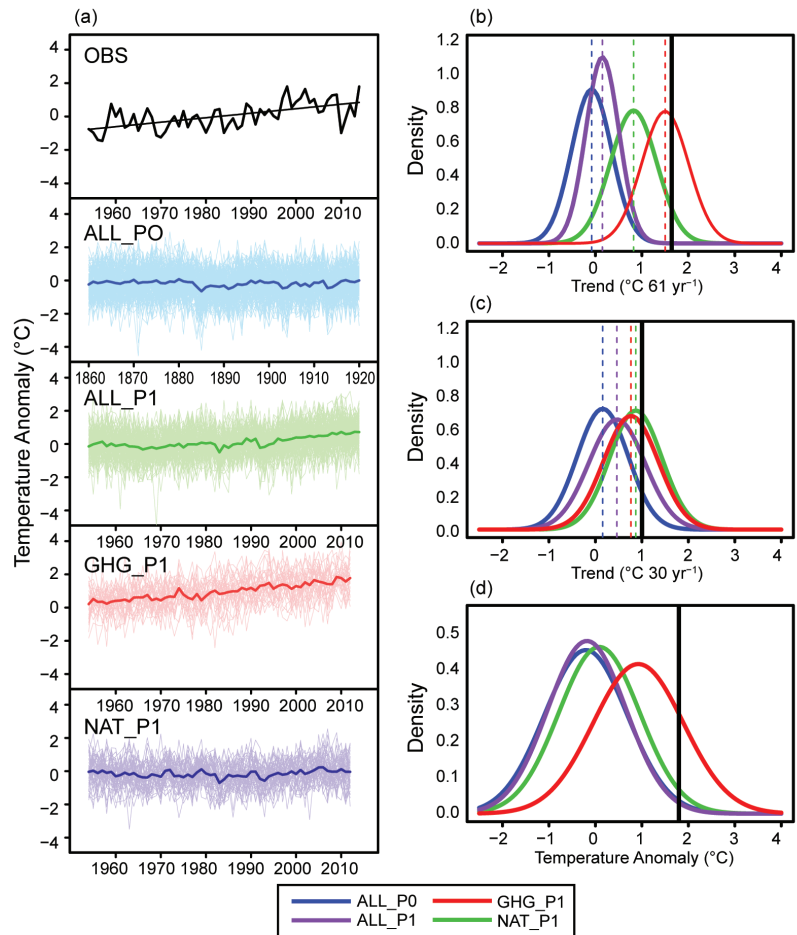 (a)
Temperature Anomaly (°C)
OBS
4
2
0
−2
−4
1960 1970 1980 1990 2000 2010
ALL_PO
4
2
0
−2
−4
1860 1870 1880 1890 1900 1910 1920
ALL_P1
4
2
0
−2
−4
1960 1970 1980 1990 2000 2010
GHG_P1
4
2
0
−2
−4
1960 1970 1980 1990 2000 2010
NAT_P1
4
2
0
−2
−4
1960 1970 1980 1990 2000 2010
(b)
Density
1.2
1.0
0.8
0.6
0.4
0.2
0.0
−2 −1 0 1 2 3 4
Trend (°C 61 yr⁻¹)
(c)
Density
1.2
1.0
0.8
0.6
0.4
0.2
0.0
−2 −1 0 1 2 3 4
Trend (°C 30 yr⁻¹)
(d)
Density
0.5
0.4
0.3
0.2
0.1
0.0
−2 −1 0 1 2 3 4
Temperature Anomaly (°C)
ALL_P0 GHG_P1
ALL_P1 NAT_P1